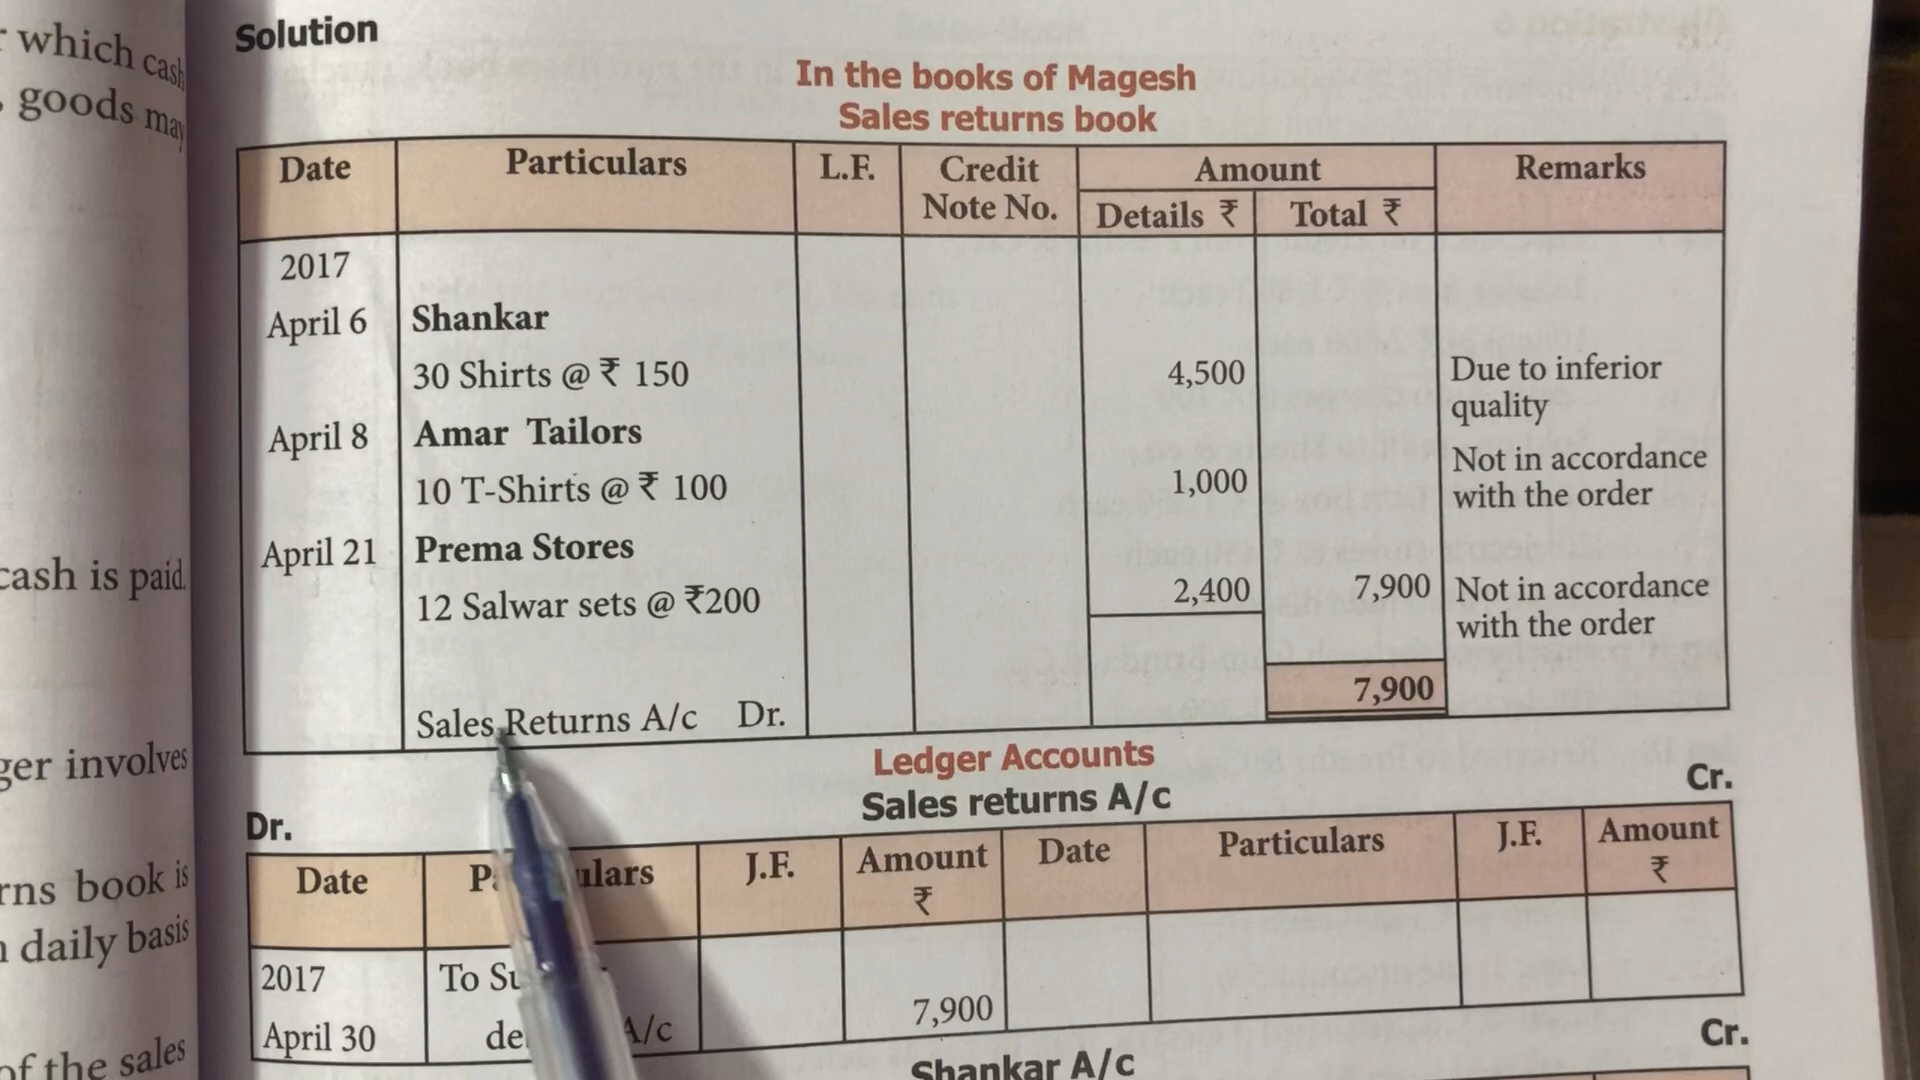 which cash
goods may
cash is paid.
ger involves
rns book is
daily basis
of the sales
Solution
In the books of Magesh
Sales returns book
Date Particulars L.F. Credit Note No. Amount Remarks
Details ₹ Total ₹
2017
April 6 Shankar
30 Shirts @ ₹ 150 4,500 Due to inferior
quality
April 8 Amar Tailors
10 T-Shirts @ ₹ 100 1,000 Not in accordance
with the order
April 21 Prema Stores
12 Salwar sets @ ₹200 2,400 7,900 Not in accordance
with the order
7,900
Sales Returns A/c Dr.
Ledger Accounts
Dr. Sales returns A/c Cr.
Date J.F. Amount Date Particulars J.F. Amount
₹ ₹
2017 To
April 30 A/c 7,900
Shankar A/c Cr.